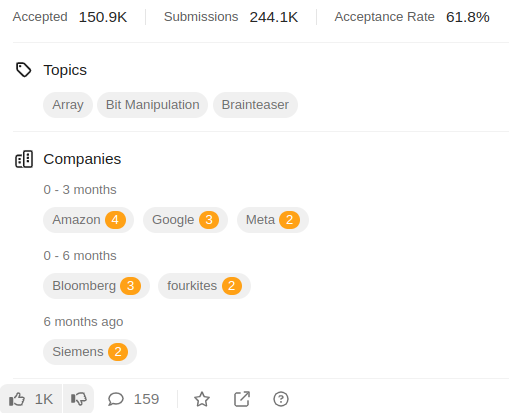 Accepted 150.9K Submissions 244.1K Acceptance Rate 61.8%
Topics
Array Bit Manipulation Brainteaser
Companies
0 - 3 months
Amazon 4 Google 3 Meta 2
0 - 6 months
Bloomberg 3 fourkites 2
6 months ago
Siemens 2
1K 159